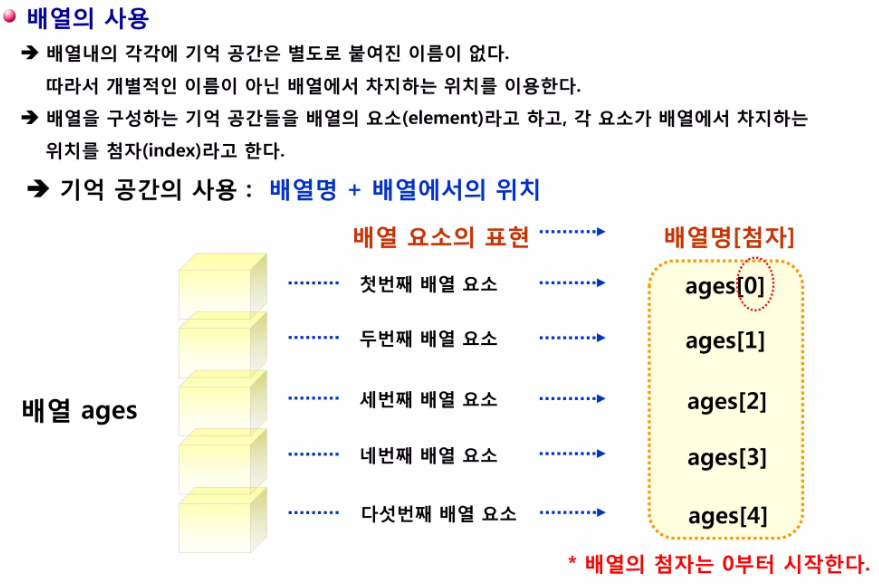 배열의 사용
➔ 배열내의 각각에 기억 공간은 별도로 붙여진 이름이 없다.
따라서 개별적인 이름이 아닌 배열에서 차지하는 위치를 이용한다.
➔ 배열을 구성하는 기억 공간들을 배열의 요소(element)라고 하고, 각 요소가 배열에서 차지하는
위치를 첨자(index)라고 한다.
➔ 기억 공간의 사용 : 배열명 + 배열에서의 위치
배열 요소의 표현 배열명[첨자]
첫번째 배열 요소 ages[0]
두번째 배열 요소 ages[1]
배열 ages
세번째 배열 요소 ages[2]
네번째 배열 요소 ages[3]
다섯번째 배열 요소 ages[4]
* 배열의 첨자는 0부터 시작한다.